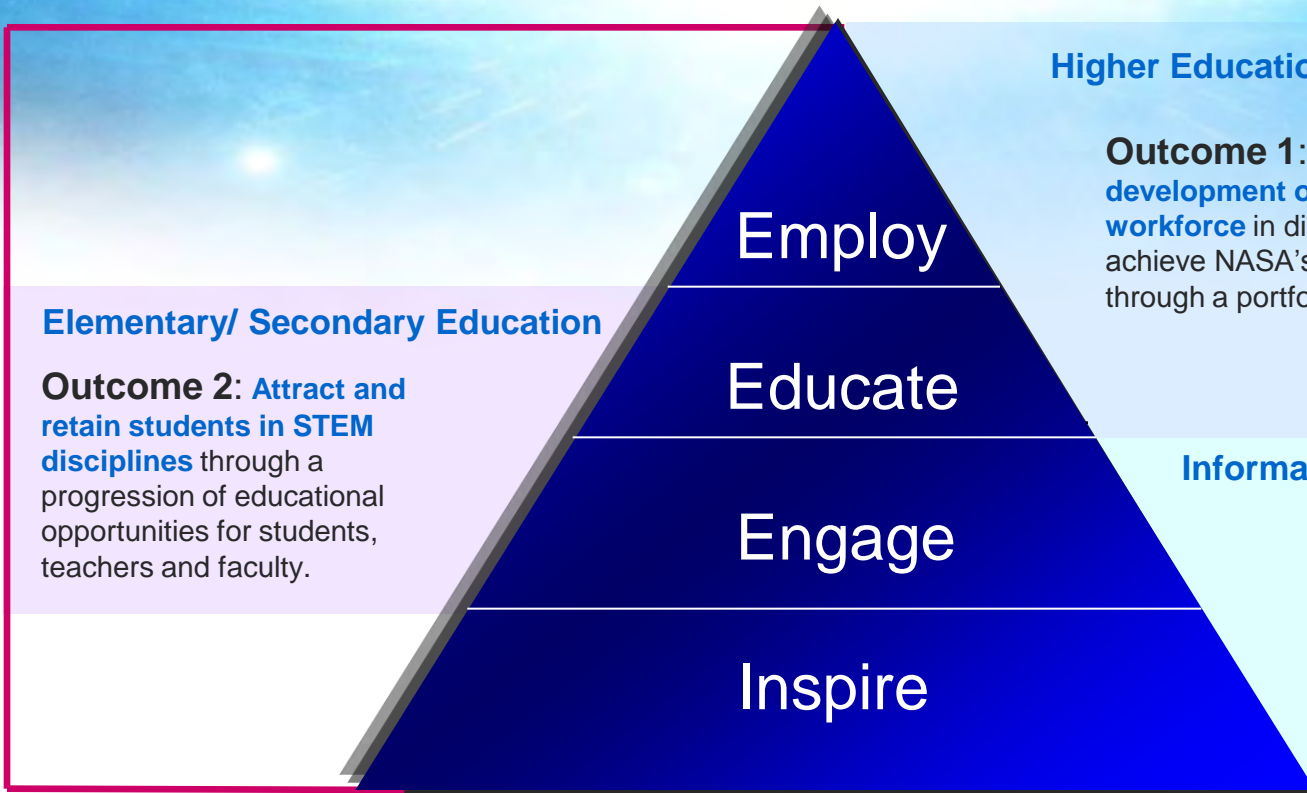 Higher Educatio
Outcome 1:
development o
workforce in di
achieve NASA's
through a portfo
Employ
Elementary/ Secondary Education
Outcome 2: Attract and
retain students in STEM
disciplines through a
progression of educational
opportunities for students,
teachers and faculty.
Educate
Informa
Engage
Inspire